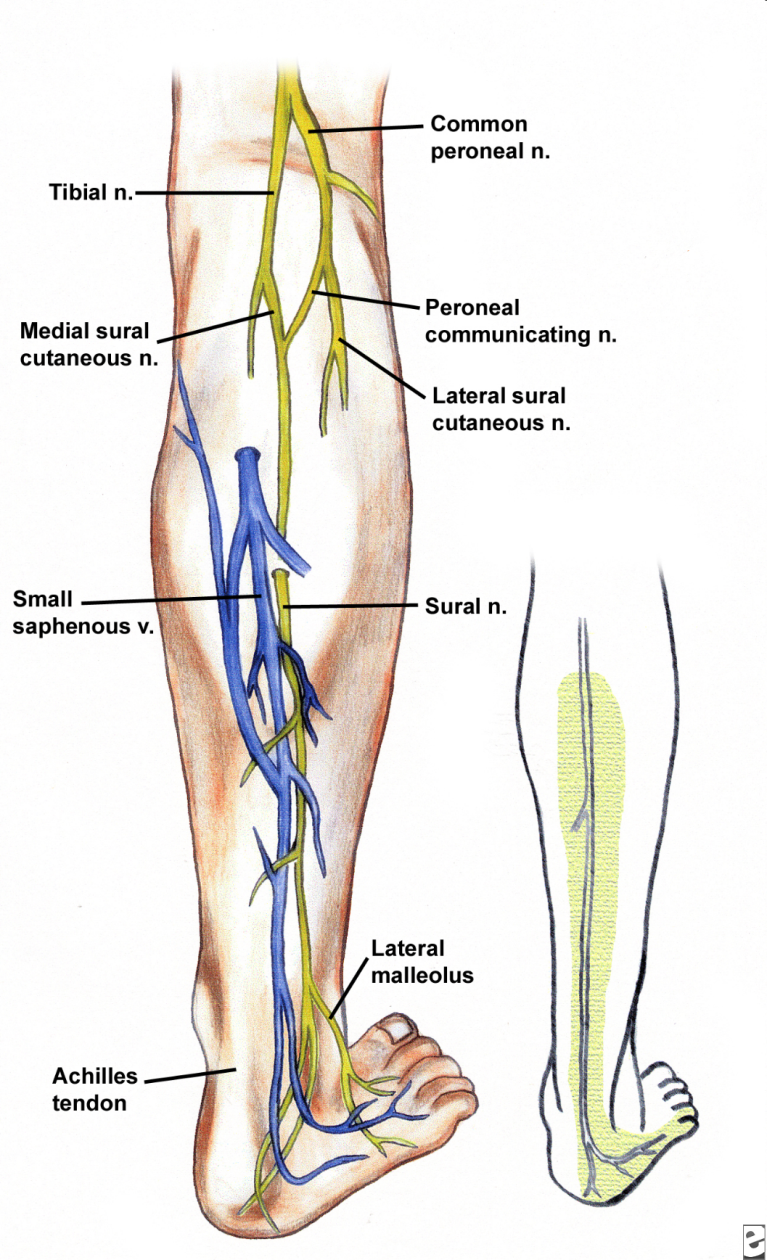 Common
peroneal n.
Tibial n.
Peroneal
communicating n.
Medial sural
cutaneous n.
Lateral sural
cutaneous n.
Small
saphenous v.
Sural n.
Lateral
malleolus
Achilles
tendon
e